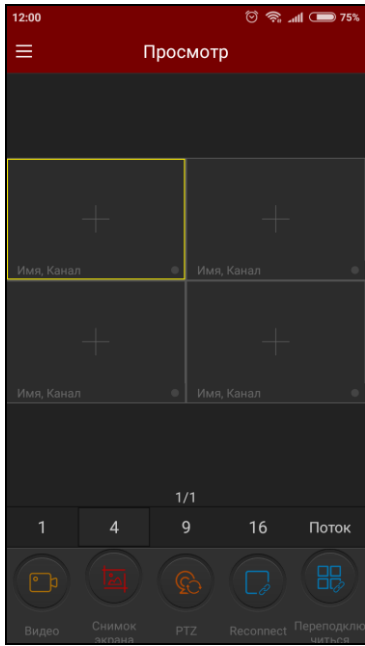 12:00 75%
Просмотр
Имя, Канал Имя, Канал
Имя, Канал Имя, Канал
1/1
1 4 9 16 Поток
Видео Снимок экрана PTZ Reconnect Переподклю читься